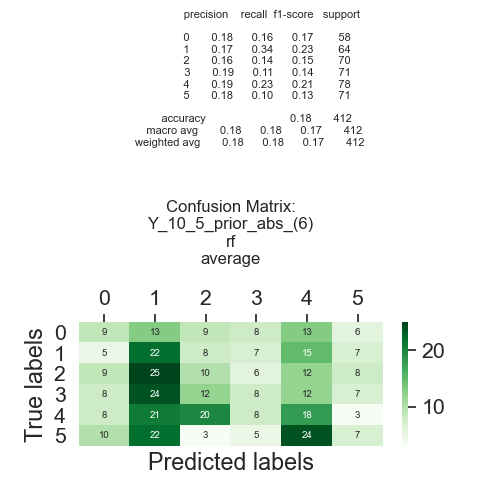 precision recall f1-score support
0 0.18 0.16 0.17 58
1 0.17 0.34 0.23 64
2 0.16 0.14 0.15 70
3 0.19 0.11 0.14 71
4 0.19 0.23 0.21 78
5 0.18 0.10 0.13 71
accuracy 0.18 412
macro avg 0.18 0.18 0.17 412
weighted avg 0.18 0.18 0.17 412
Confusion Matrix:
Y_10_5_prior_abs_(6)
rf
average
0 1 2 3 4 5
True labels
0 9 13 9 8 13 6
1 5 22 8 7 15 7
2 9 25 10 6 12 8
3 8 24 12 8 12 7
4 8 21 20 8 18 3
5 10 22 3 5 24 7
Predicted labels
20
10